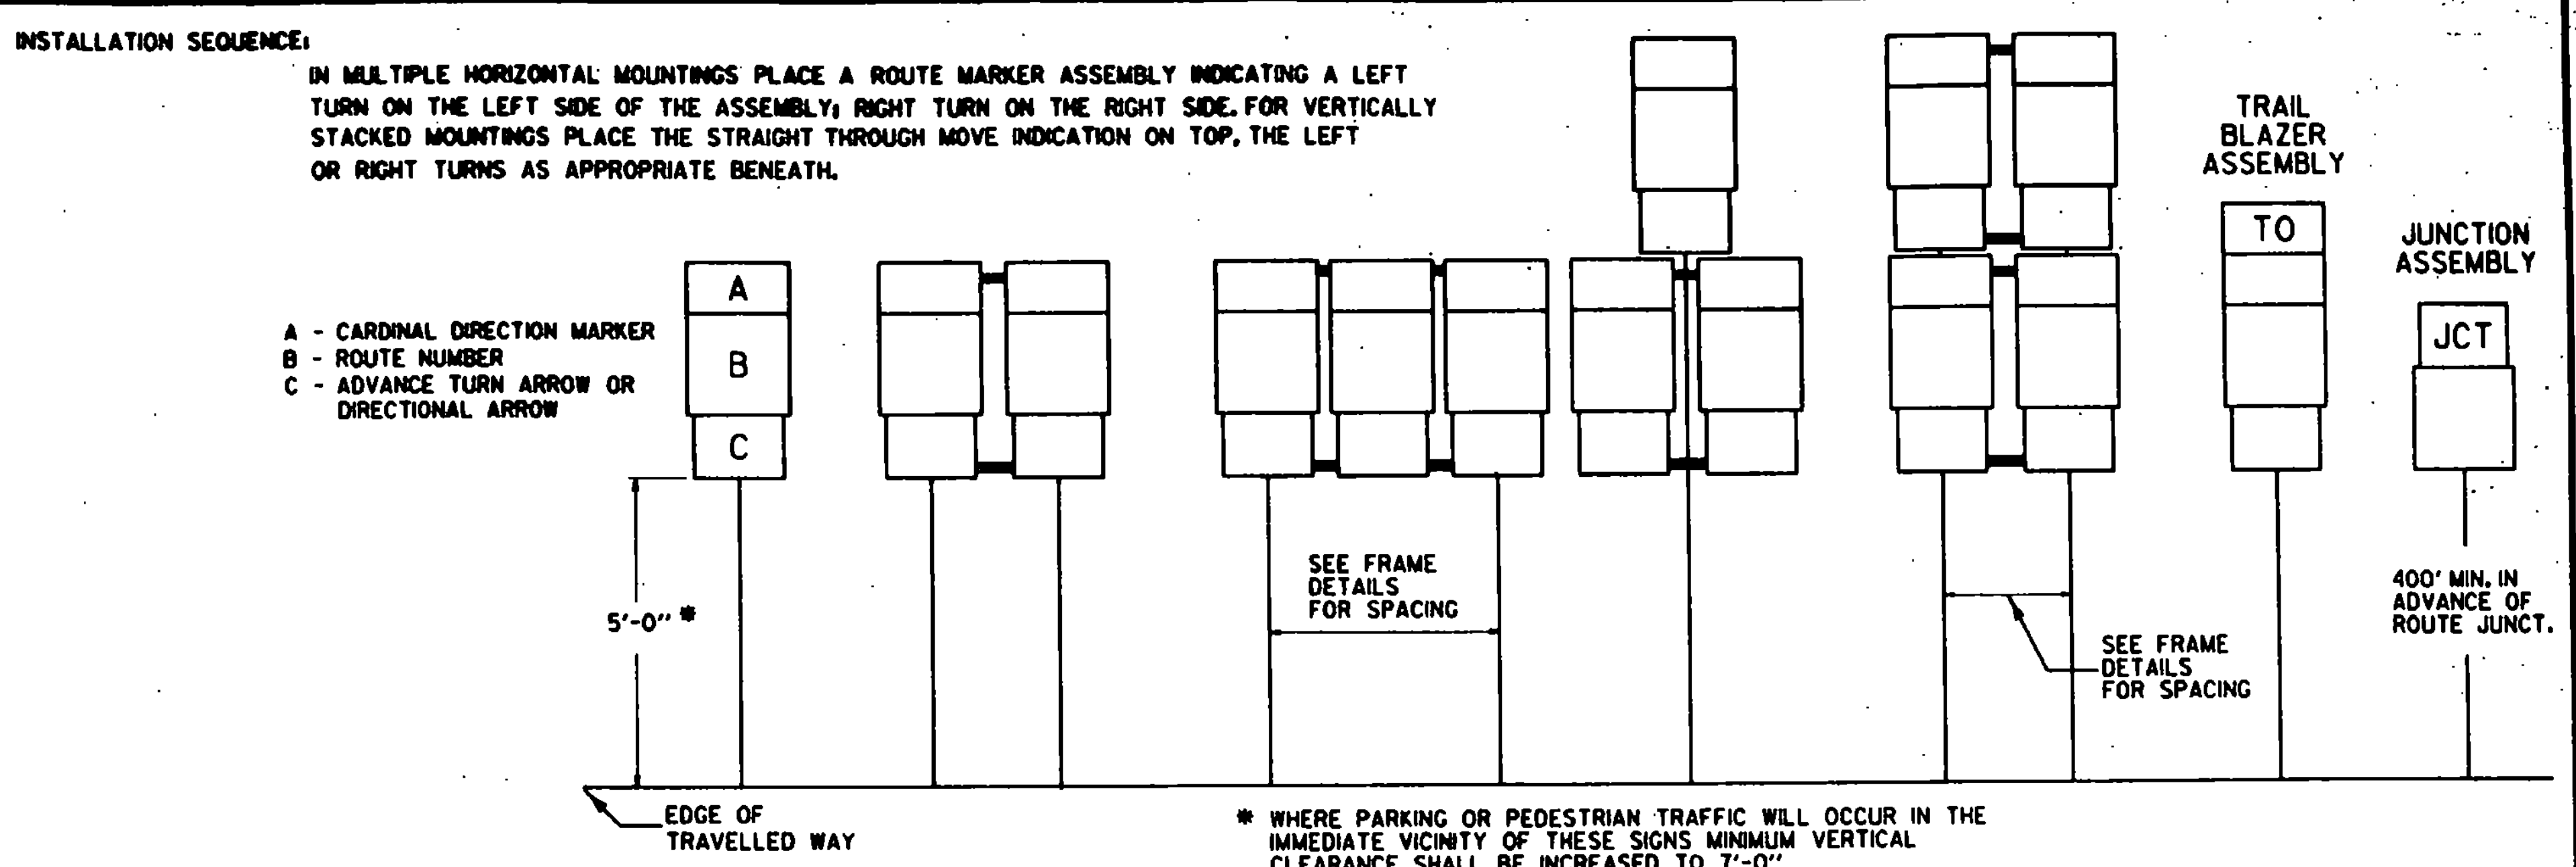 INSTALLATION SEQUENCE:
IN MULTIPLE HORIZONTAL MOUNTINGS PLACE A ROUTE MARKER ASSEMBLY INDICATING A LEFT
TURN ON THE LEFT SIDE OF THE ASSEMBLY; RIGHT TURN ON THE RIGHT SIDE. FOR VERTICALLY
STACKED MOUNTINGS PLACE THE STRAIGHT THROUGH MOVE INDICATION ON TOP, THE LEFT
OR RIGHT TURNS AS APPROPRIATE BENEATH.
A - CARDINAL DIRECTION MARKER
B - ROUTE NUMBER
C - ADVANCE TURN ARROW OR
DIRECTIONAL ARROW
A
B
C
5'-0" *
EDGE OF
TRAVELLED WAY
SEE FRAME
DETAILS
FOR SPACING
SEE FRAME
DETAILS
FOR SPACING
TRAIL
BLAZER
ASSEMBLY
TO
JUNCTION
ASSEMBLY
JCT
400' MIN. IN
ADVANCE OF
ROUTE JUNCT.
* WHERE PARKING OR PEDESTRIAN TRAFFIC WILL OCCUR IN THE
IMMEDIATE VICINITY OF THESE SIGNS MINIMUM VERTICAL
CLEARANCE SHALL BE INCREASED TO 7'-0"